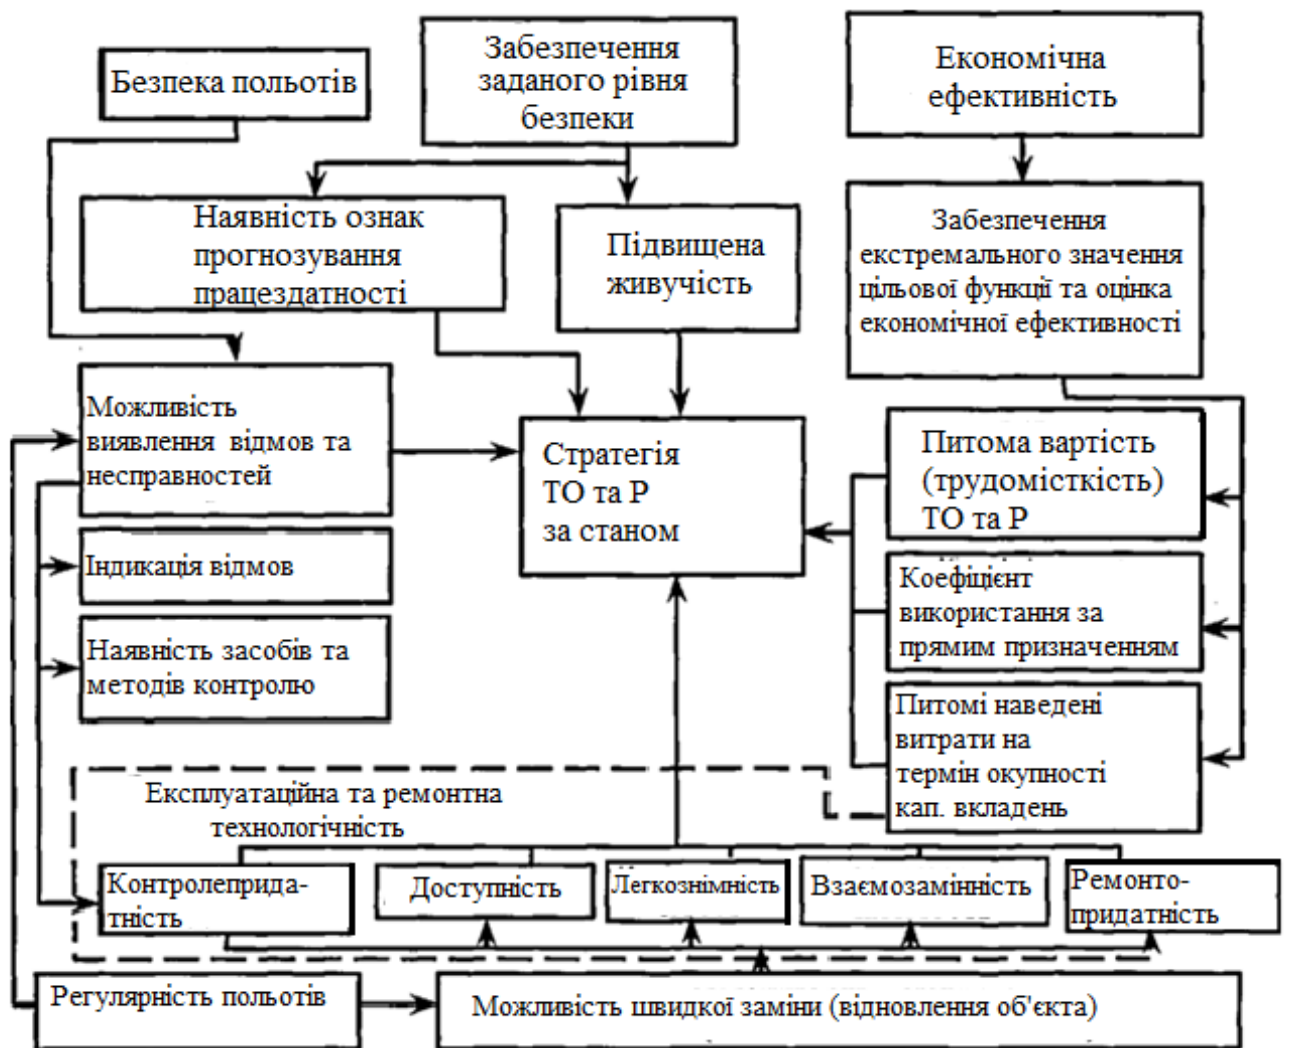 Безпека польотів
Забезпечення
заданого рівня
безпеки
Економічна
ефективність
Наявність ознак
прогнозування
працездатності
Підвищена
живучість
Забезпечення
екстремального значення
цільової функції та оцінка
економічної ефективності
Можливість
виявлення відмов та
несправностей
Стратегія
ТО та Р
за станом
Питома вартість
(трудомісткість)
ТО та Р
Індикація відмов
Коефіцієнт
використання за
прямим призначенням
Наявність засобів та
методів контролю
Питомі наведені
витрати на
термін окупності
кап. вкладень
Експлуатаційна та ремонтна
технологічність
Контролеприда-
тність
Доступність
Легкознімність
Взаємозамінність
Ремонто-
придатність
Регулярність польотів
Можливість швидкої заміни (відновлення об'єкта)